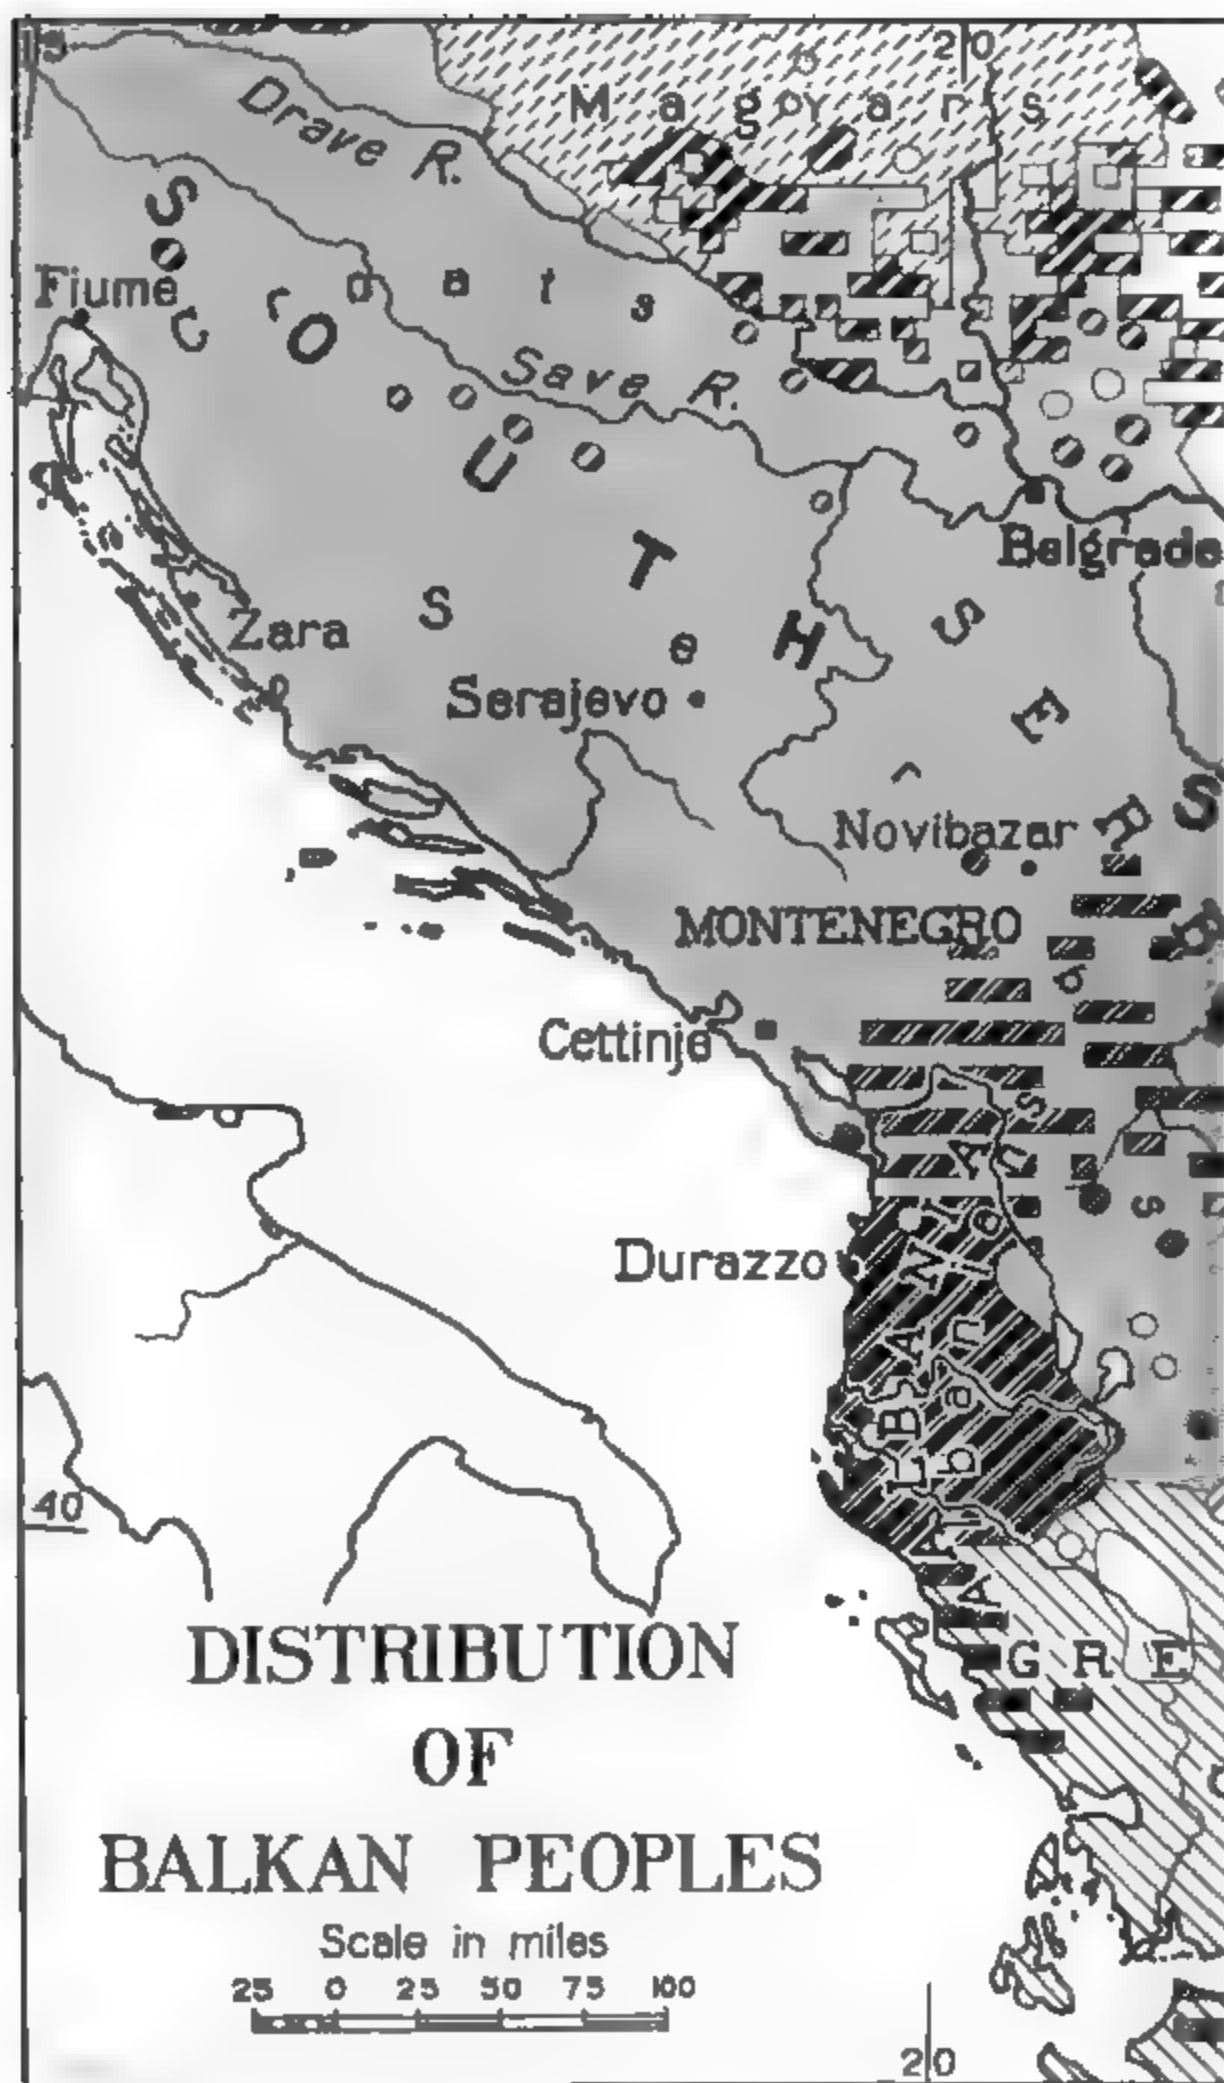 15
20
Magyars
Drave R.
Fiume
Croats
Save R.
SOUTH
Belgrade
Zara
Serajevo
SERBS
Novibazar
MONTENEGRO
Cettinje
Durazzo
ALBANIA
Albanians
40
GRE
DISTRIBUTION
OF
BALKAN PEOPLES
Scale in miles
25 0 25 50 75 100
20